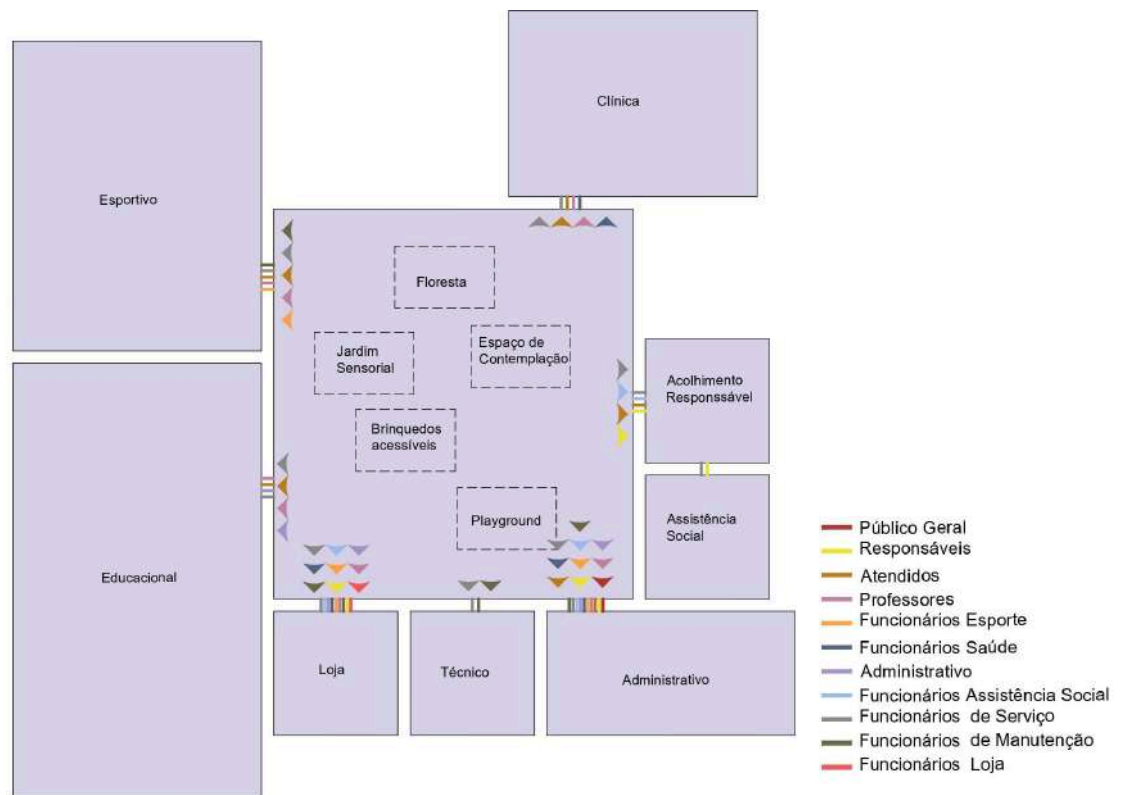 Clínica
Esportivo
Floresta
Espaço de
Contemplação
Jardim
Sensorial
Acolhimento
Responssável
Brinquedos
acessíveis
Playground
Assistência
Social
Educacional
Loja
Técnico
Administrativo
Público Geral
Responsáveis
Atendidos
Professores
Funcionários Esporte
Funcionários Saúde
Administrativo
Funcionários Assistência Social
Funcionários de Serviço
Funcionários de Manutenção
Funcionários Loja